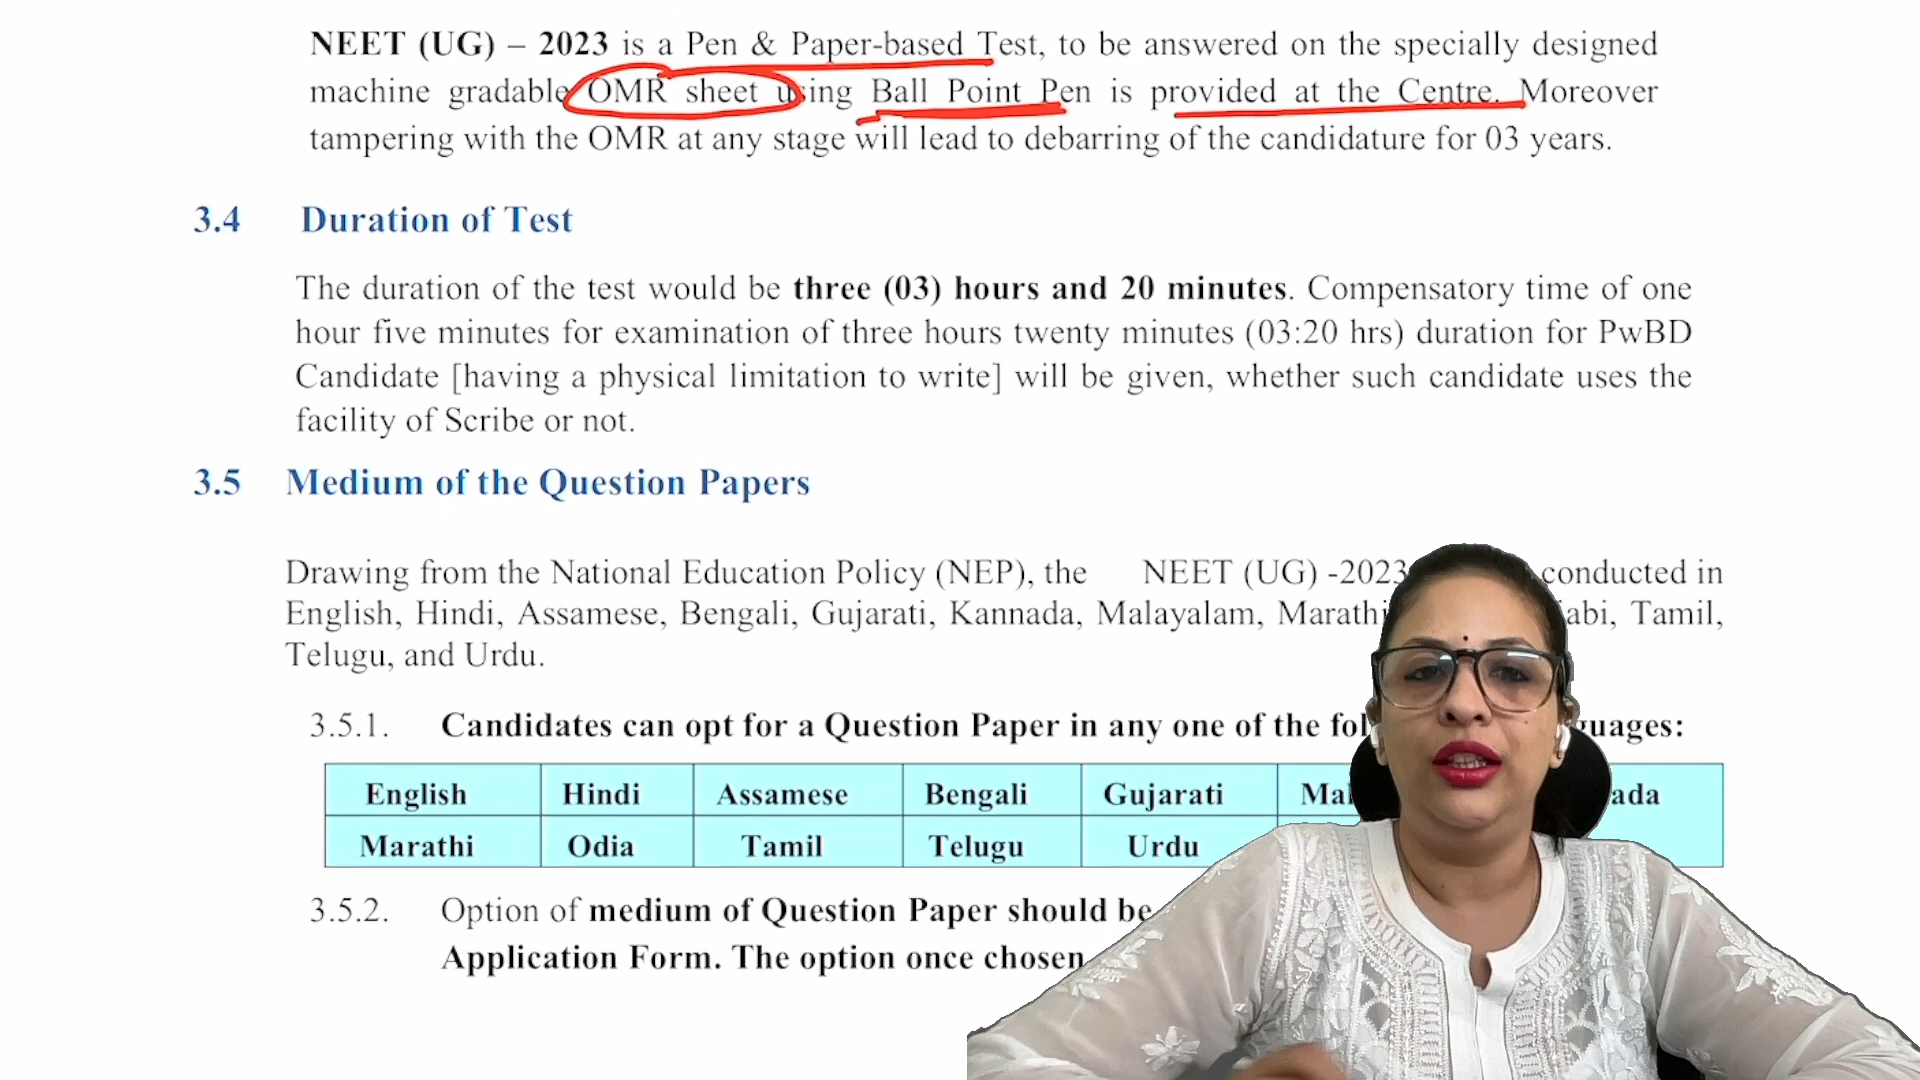 NEET (UG) – 2023 is a Pen & Paper-based Test, to be answered on the specially designed
machine gradable OMR sheet using Ball Point Pen is provided at the Centre. Moreover
tampering with the OMR at any stage will lead to debarring of the candidature for 03 years.
3.4 Duration of Test
The duration of the test would be three (03) hours and 20 minutes. Compensatory time of one
hour five minutes for examination of three hours twenty minutes (03:20 hrs) duration for PwBD
Candidate [having a physical limitation to write] will be given, whether such candidate uses the
facility of Scribe or not.
3.5 Medium of the Question Papers
Drawing from the National Education Policy (NEP), the NEET (UG) -2023 conducted in
English, Hindi, Assamese, Bengali, Gujarati, Kannada, Malayalam, Marathi Tamil,
Telugu, and Urdu.
3.5.1. Candidates can opt for a Question Paper in any one of the
English Hindi Assamese Bengali Gujarati
Marathi Odia Tamil Telugu Urdu
3.5.2. Option of medium of Question Paper should be
Application Form. The option once chosen